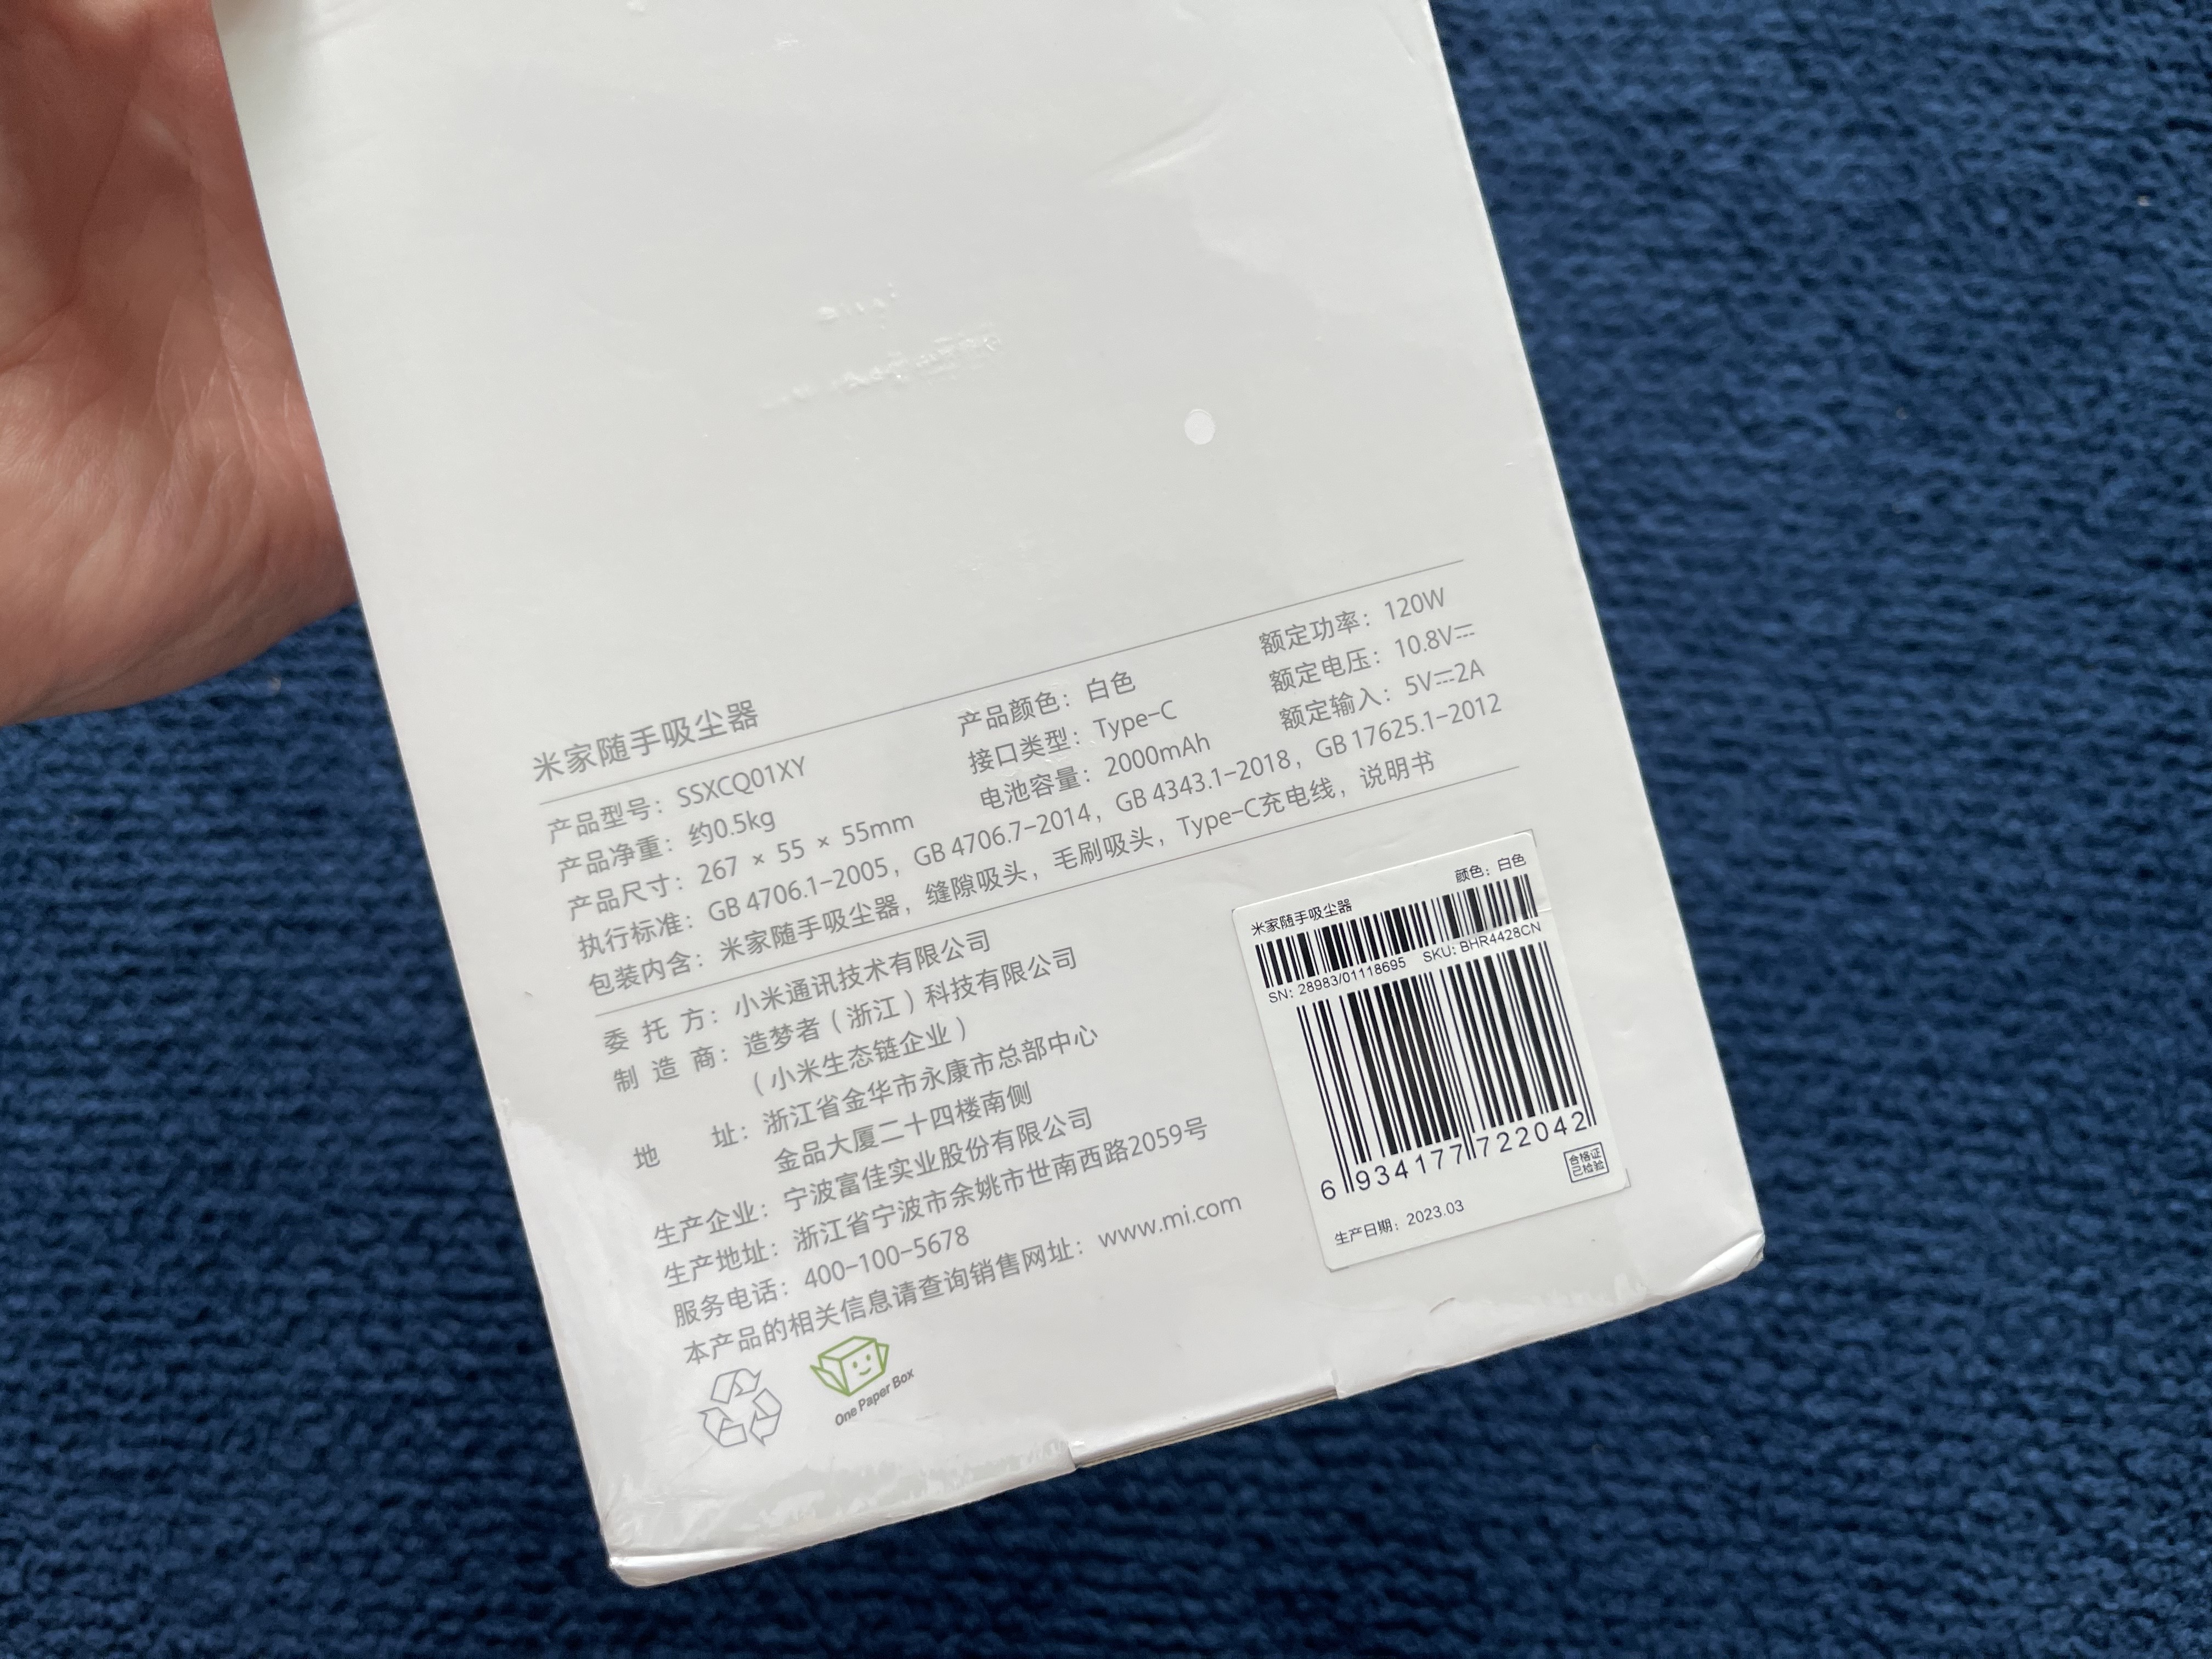 米家随手吸尘器
产品型号：SSXCQ01XY
产品颜色：白色
额定功率：120W
产品净重：约0.5kg
接口类型：Type-C
额定电压：10.8V⎓
产品尺寸：267 × 55 × 55mm
电池容量：2000mAh
额定输入：5V⎓2A
执行标准：GB 4706.1-2005，GB 4706.7-2014，GB 4343.1-2018，GB 17625.1-2012
包装内含：米家随手吸尘器，缝隙吸头，毛刷吸头，Type-C充电线，说明书
委 托 方：小米通讯技术有限公司
制 造 商：造梦者（浙江）科技有限公司
（小米生态链企业）
地 址：浙江省金华市永康市总部中心
金品大厦二十四楼南侧
生产企业：宁波富佳实业股份有限公司
生产地址：浙江省宁波市余姚市世南西路2059号
服务电话：400-100-5678
本产品的相关信息请查询销售网址：www.mi.com
One Paper Box
米家随手吸尘器 颜色：白色
SN: 28983/01118695 SKU: BHR4428CN
6 934177 722042
合格证
已检验
生产日期：2023.03